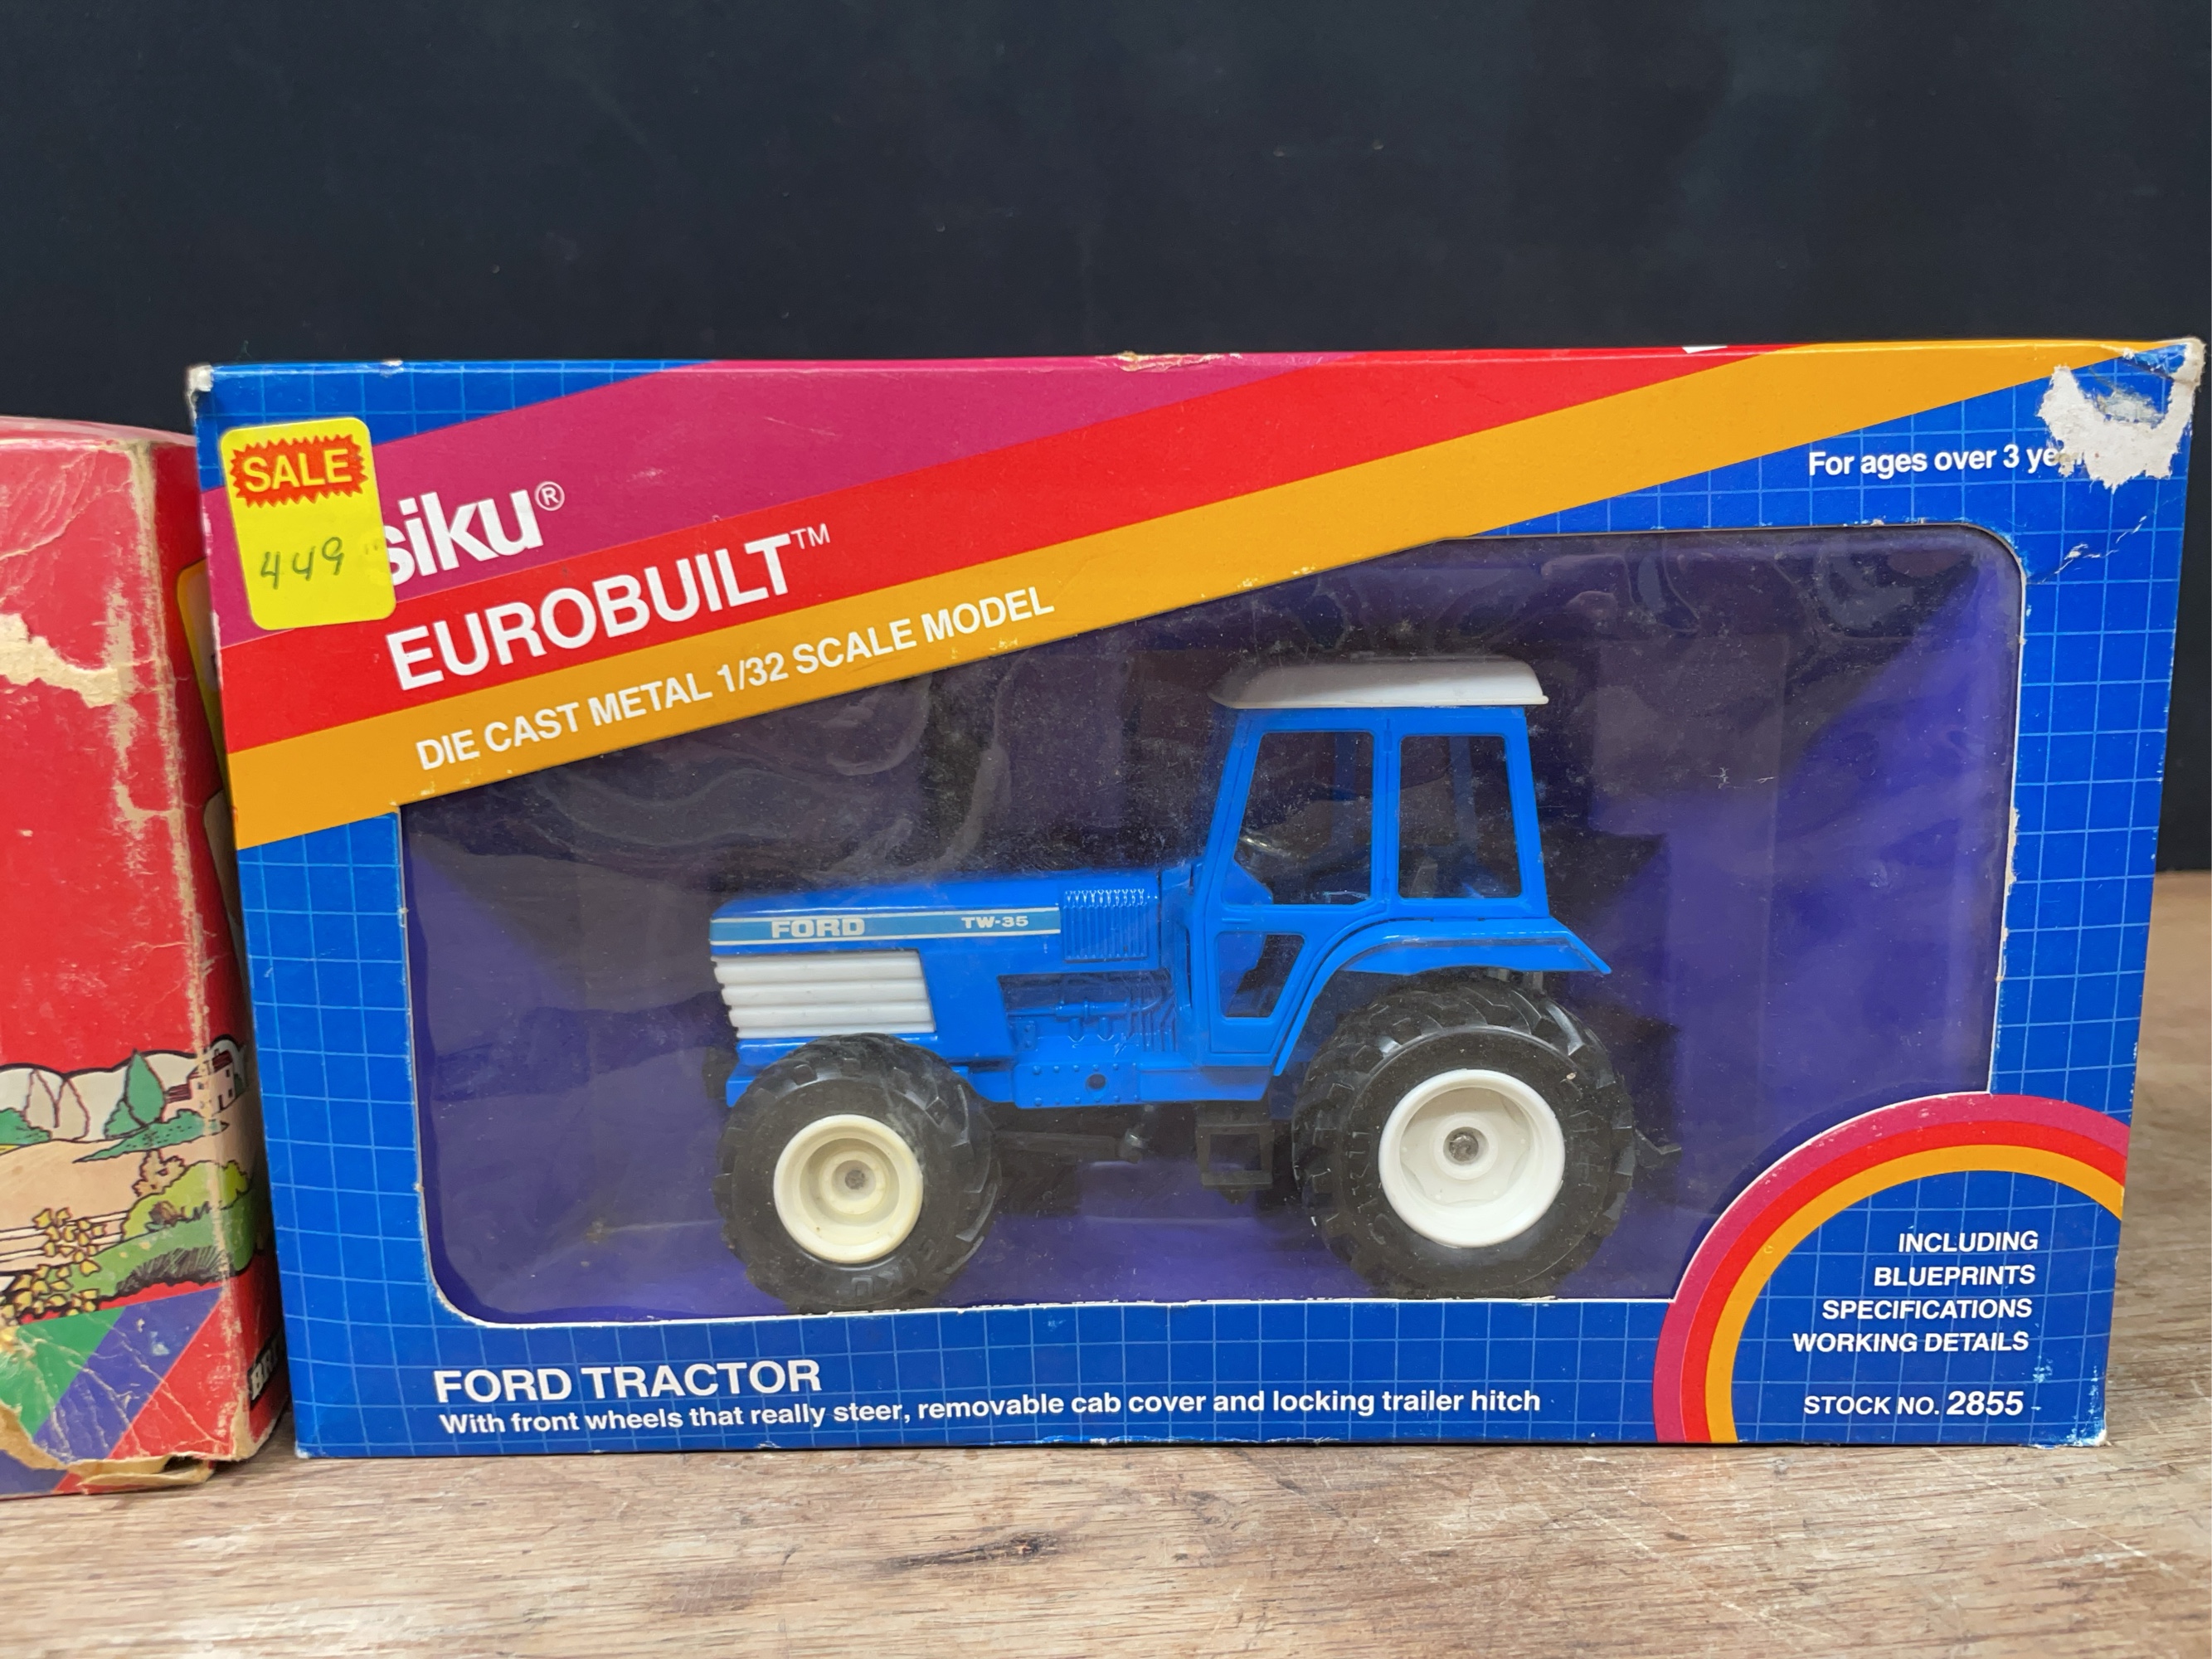 SALE
449
siku®
EUROBUILT™
DIE CAST METAL 1/32 SCALE MODEL
For ages over 3
FORD TW-35
INCLUDING
BLUEPRINTS
SPECIFICATIONS
WORKING DETAILS
STOCK NO. 2855
FORD TRACTOR
With front wheels that really steer, removable cab cover and locking trailer hitch